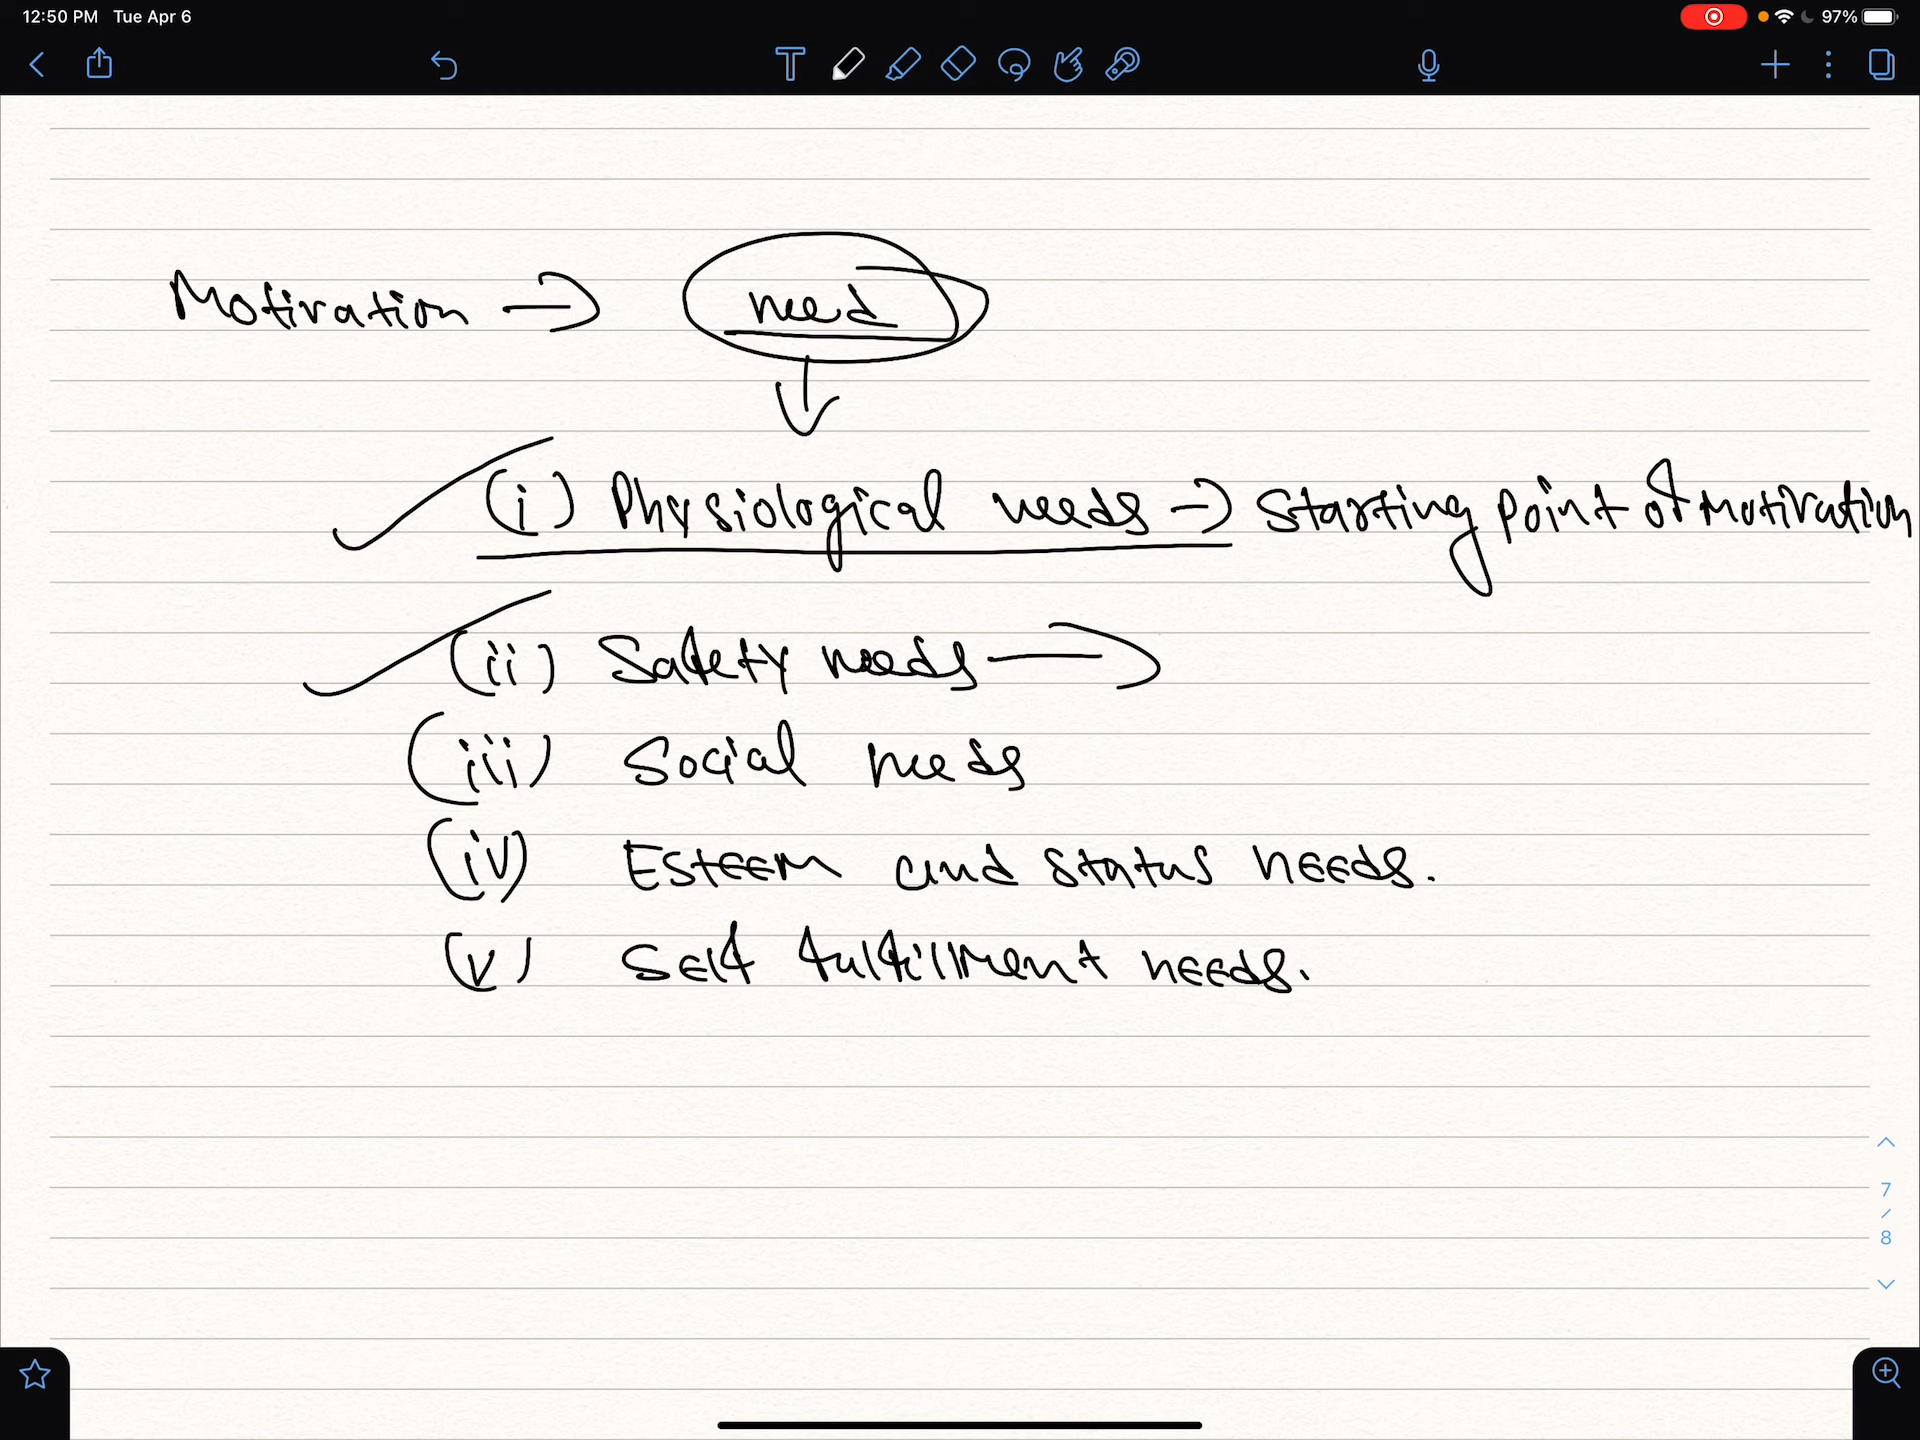 12:50 PM Tue Apr 6
97%
Motivation → need
(i) Physiological needs → Starting point of Motivation
(ii) Safety needs →
(iii) Social needs
(iv) Esteem and status needs.
(v) Self fulfillment needs.
7
/
8